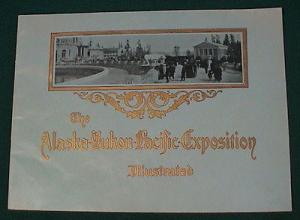 The
Alaska-Yukon-Pacific-Exposition
Illustrated